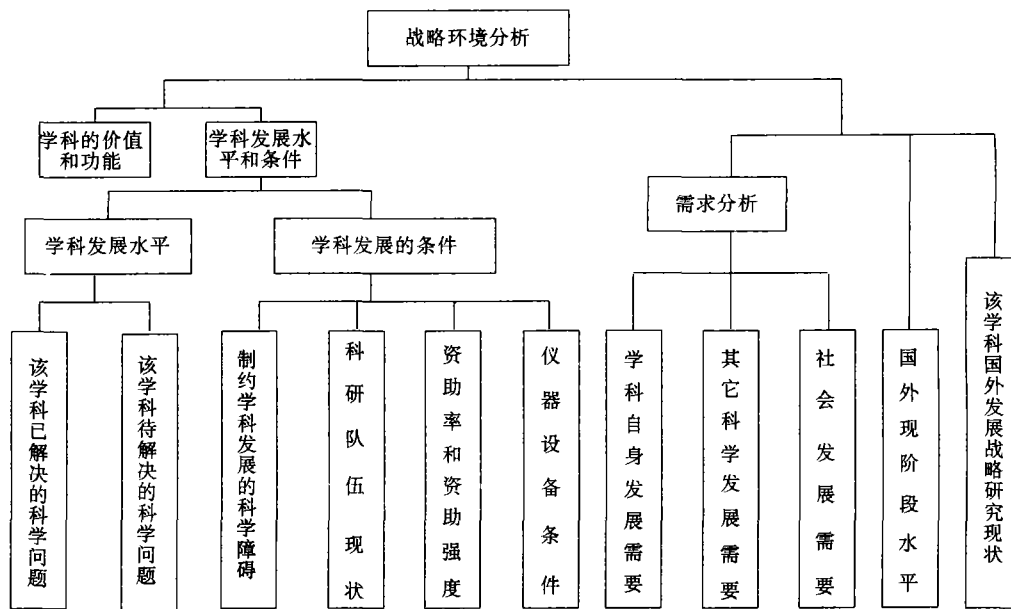 战略环境分析
学科的价值
和功能
学科发展水
平和条件
需求分析
学科发展水平
学科发展的条件
该学科已解决的科学问题
该学科待解决的科学问题
制约学科发展的科学障碍
科研队伍现状
资助率和资助强度
仪器设备条件
学科自身发展需要
其它科学发展需要
社会发展需要
国外现阶段水平
该学科国外发展战略研究现状